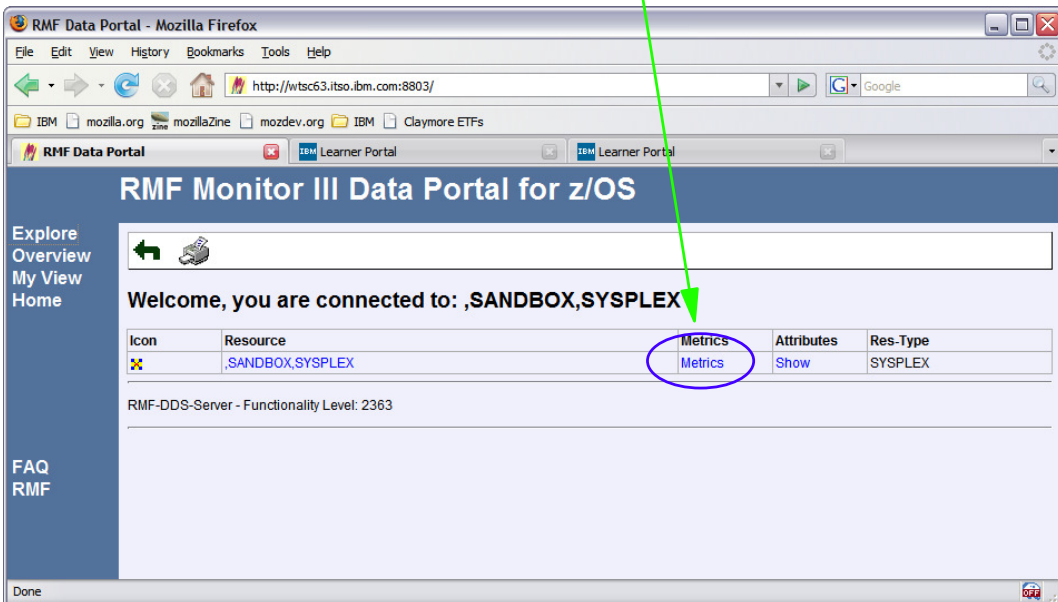 RMF Data Portal - Mozilla Firefox
File Edit View History Bookmarks Tools Help
http://wtsc63.itso.ibm.com:8803/
G Google
IBM mozilla.org zine mozillaZine mozdev.org IBM Claymore ETFs
RMF Data Portal IBM Learner Portal IBM Learner Portal
RMF Monitor III Data Portal for z/OS
Explore
Overview
My View
Home
Welcome, you are connected to: ,SANDBOX,SYSPLEX
Icon Resource Metrics Attributes Res-Type
,SANDBOX,SYSPLEX Metrics Show SYSPLEX
RMF-DDS-Server - Functionality Level: 2363
FAQ
RMF
Done
OFF